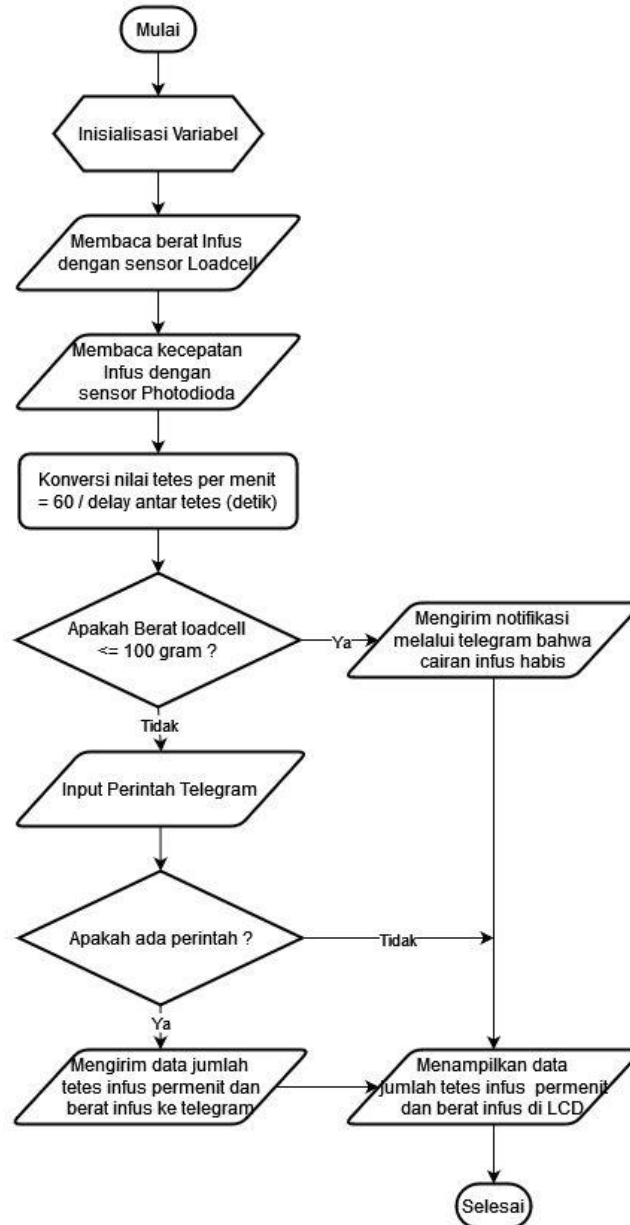 Mulai
Inisialisasi Variabel
Membaca berat Infus
dengan sensor Loadcell
Membaca kecepatan
Infus dengan
sensor Photodioda
Konversi nilai tetes per menit
= 60 / delay antar tetes (detik)
Apakah Berat loadcell
<= 100 gram ?
Ya
Mengirim notifikasi
melalui telegram bahwa
cairan infus habis
Tidak
Input Perintah Telegram
Apakah ada perintah ?
Tidak
Ya
Mengirim data jumlah
tetes infus permenit dan
berat infus ke telegram
Menampilkan data
jumlah tetes infus permenit
dan berat infus di LCD
Selesai